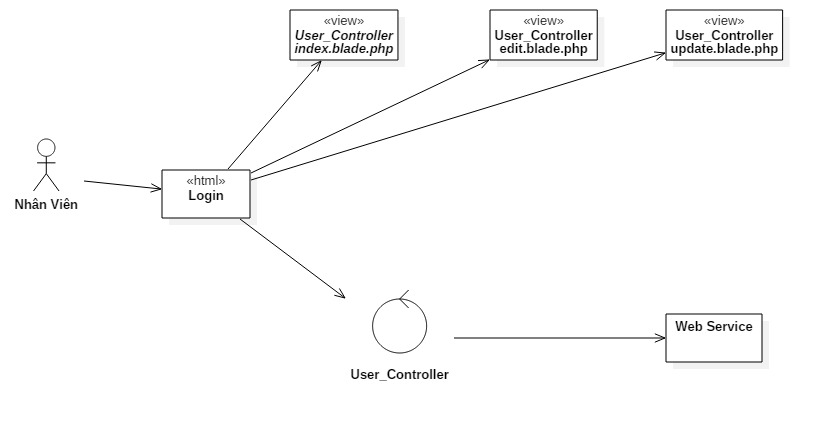 «view»
User_Controller
index.blade.php
«view»
User_Controller
edit.blade.php
«view»
User_Controller
update.blade.php
«html»
Login
Nhân Viên
Web Service
User_Controller